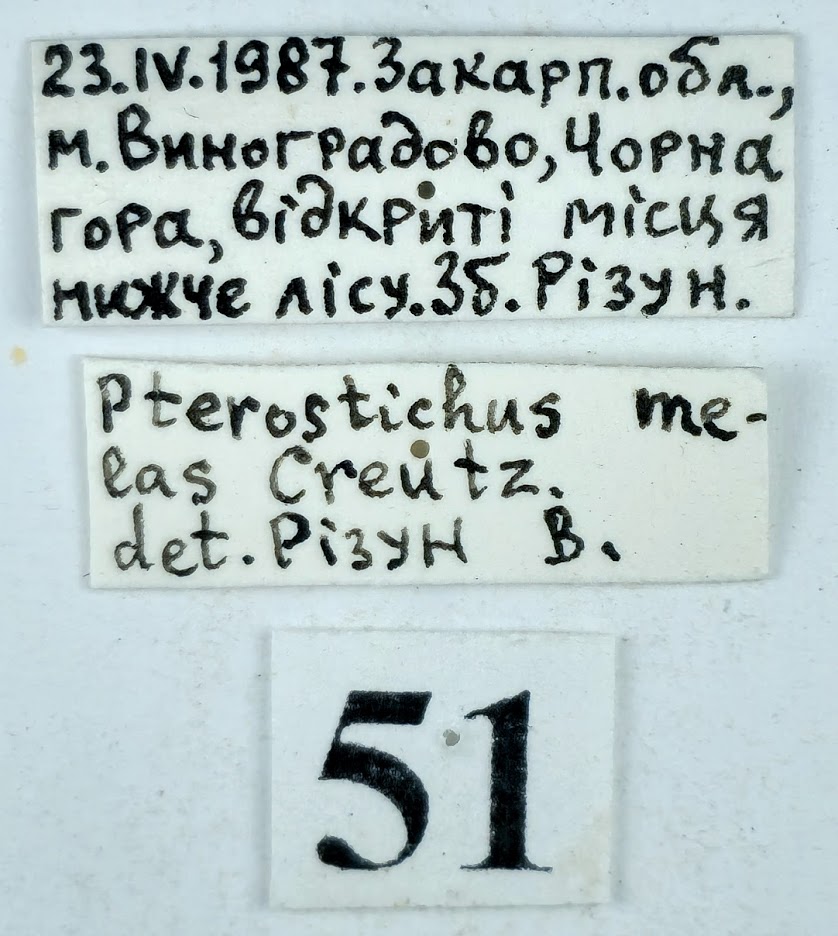 23.IV.1987.Закарп.обл.,
м.Виноградово, Чорна
гора, відкриті місця
нижче лісу.Зб.Різун.
Pterostichus me-
las Creutz.
det. Різун В.
51